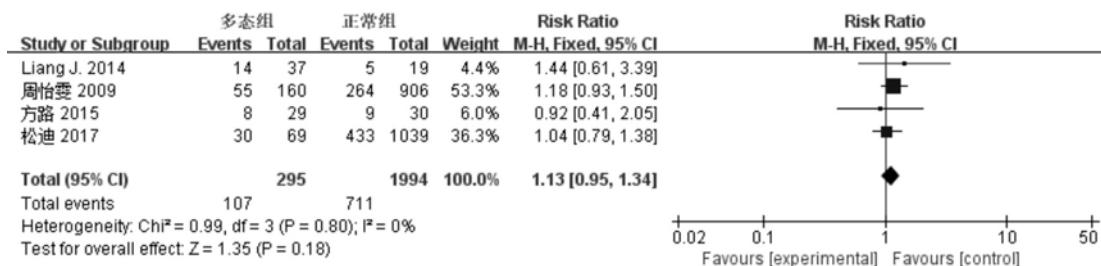 多态组 正常组 Risk Ratio Risk Ratio
Study or Subgroup Events Total Events Total Weight M-H, Fixed, 95% CI M-H, Fixed, 95% CI
Liang J. 2014 14 37 5 19 4.4% 1.44 [0.61, 3.39]
周怡雯 2009 55 160 264 906 53.3% 1.18 [0.93, 1.50]
方路 2015 8 29 9 30 6.0% 0.92 [0.41, 2.05]
松迪 2017 30 69 433 1039 36.3% 1.04 [0.79, 1.38]
Total (95% CI) 295 1994 100.0% 1.13 [0.95, 1.34]
Total events 107 711
Heterogeneity: Chi² = 0.99, df = 3 (P = 0.80); I² = 0%
Test for overall effect: Z = 1.35 (P = 0.18)
0.02 0.1 1 10 50
Favours [experimental] Favours [control]